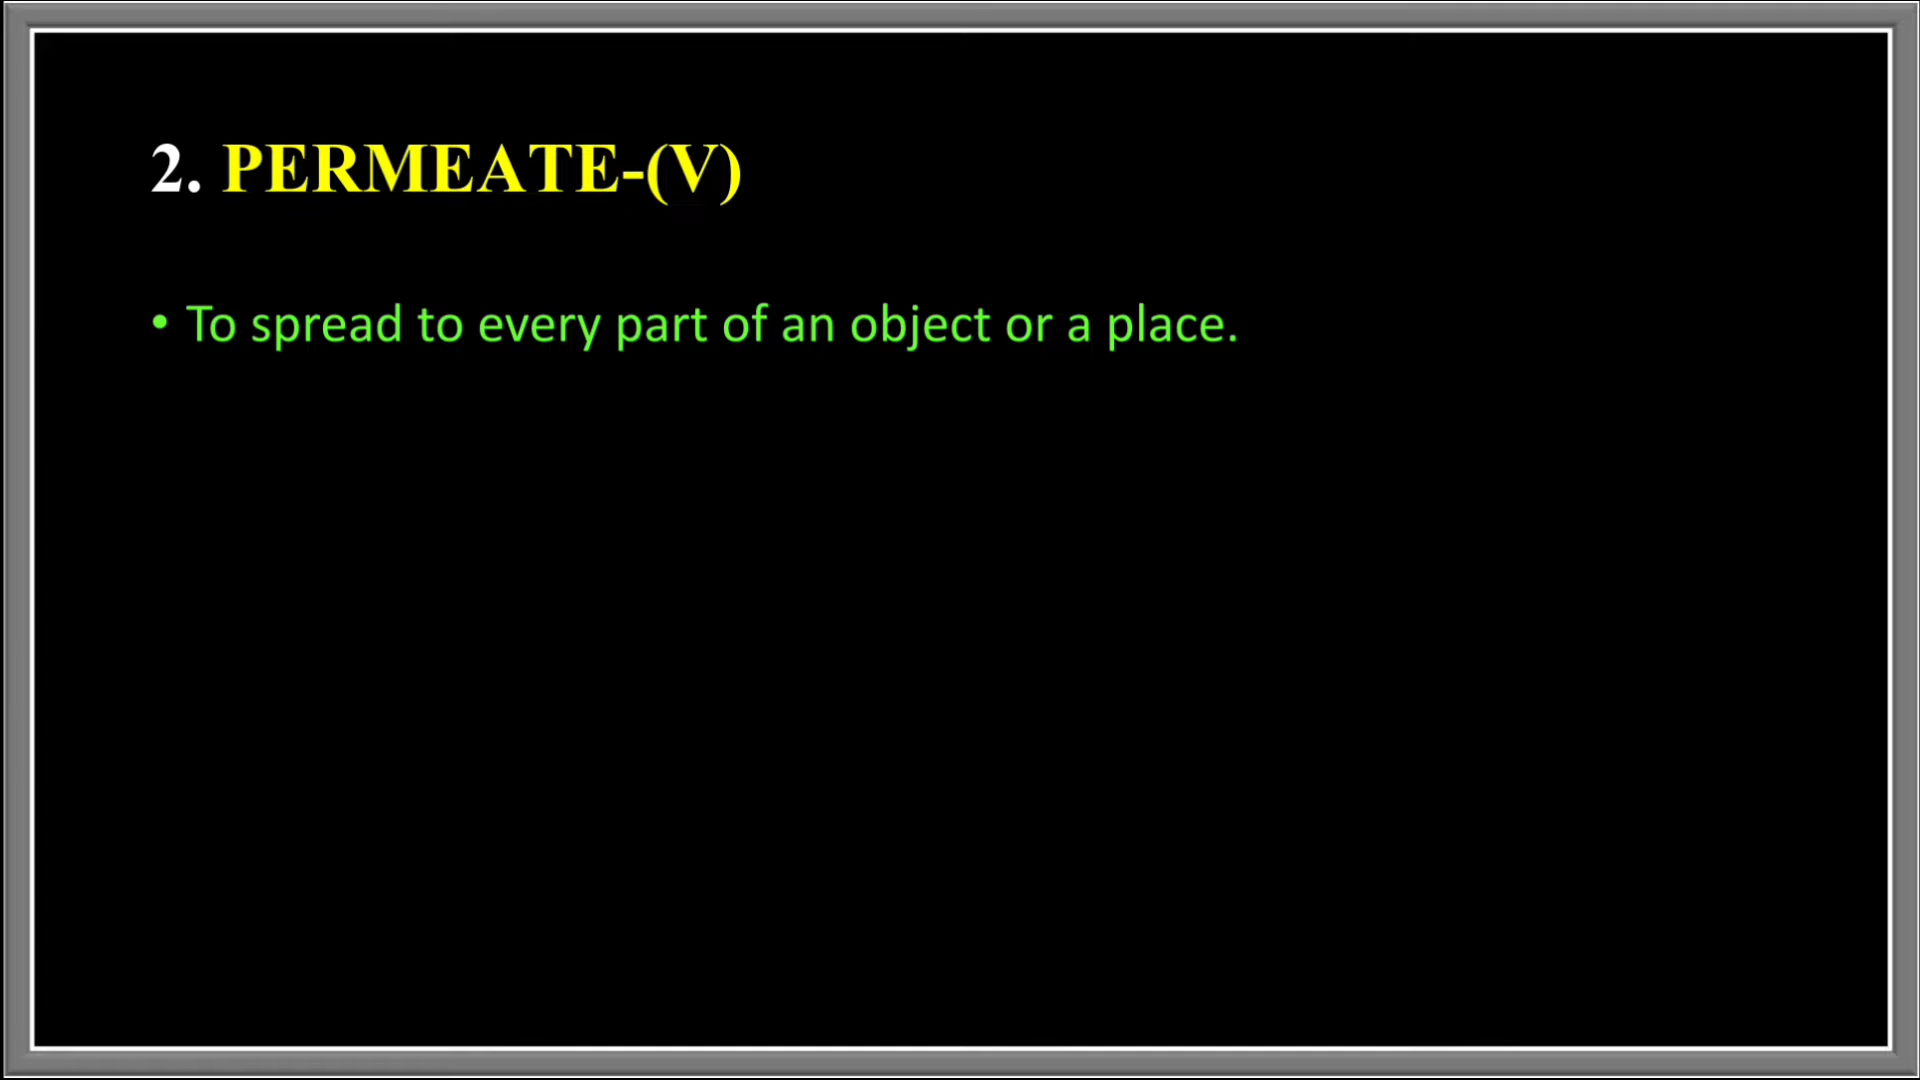 2. PERMEATE-(V)
• To spread to every part of an object or a place.